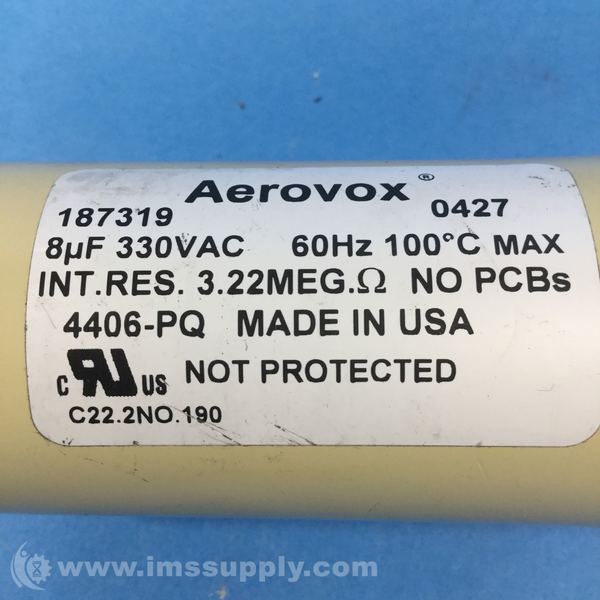 Aerovox®
187319 0427
8µF 330VAC 60Hz 100°C MAX
INT.RES. 3.22MEG.Ω NO PCBs
4406-PQ MADE IN USA
c RU US NOT PROTECTED
C22.2NO.190
www.imssupply.com